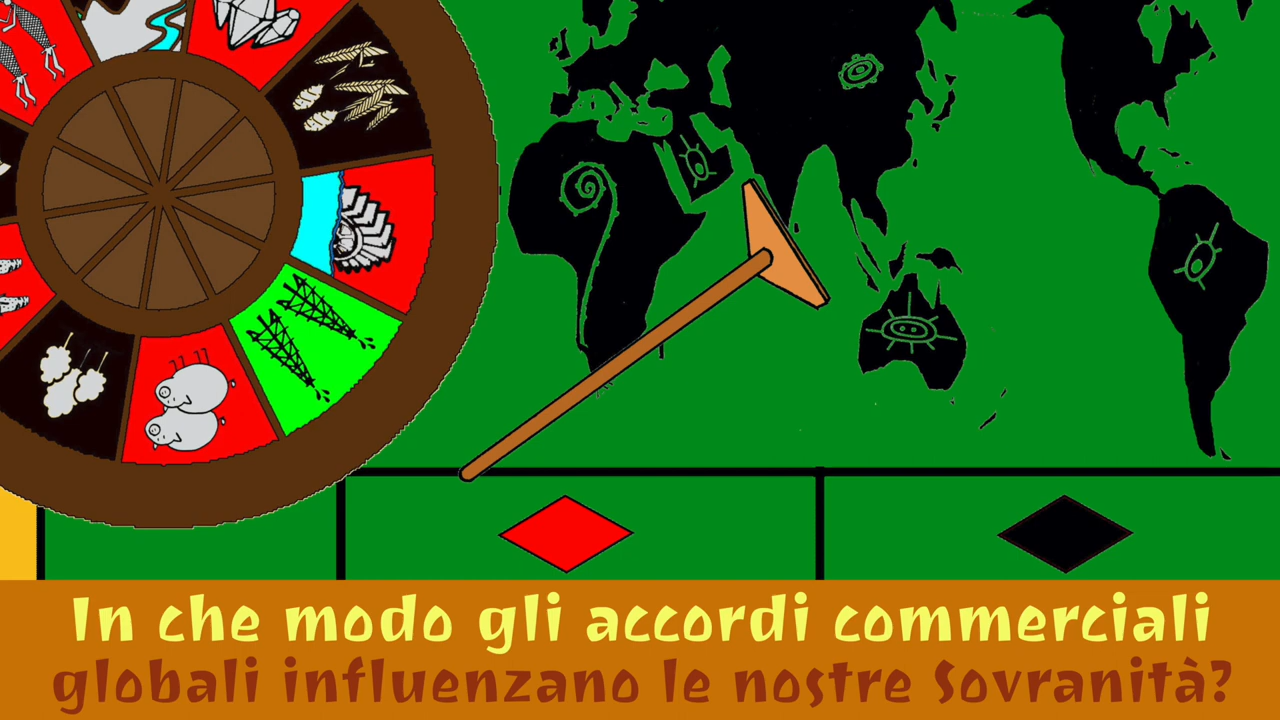 In che modo gli accordi commerciali
globali influenzano le nostre Sovranità?